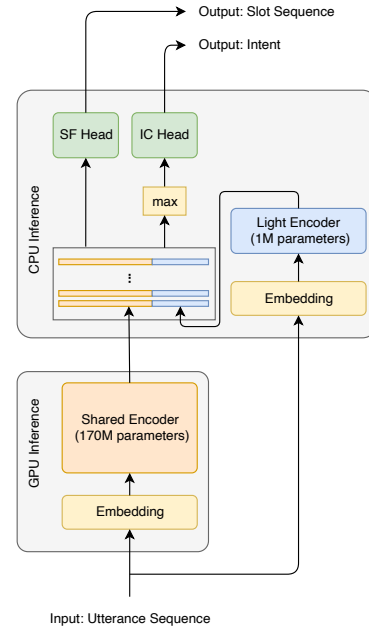 Output: Slot Sequence
Output: Intent
SF Head
IC Head
max
Light Encoder
(1M parameters)
Embedding
CPU Inference
...
Shared Encoder
(170M parameters)
Embedding
GPU Inference
Input: Utterance Sequence